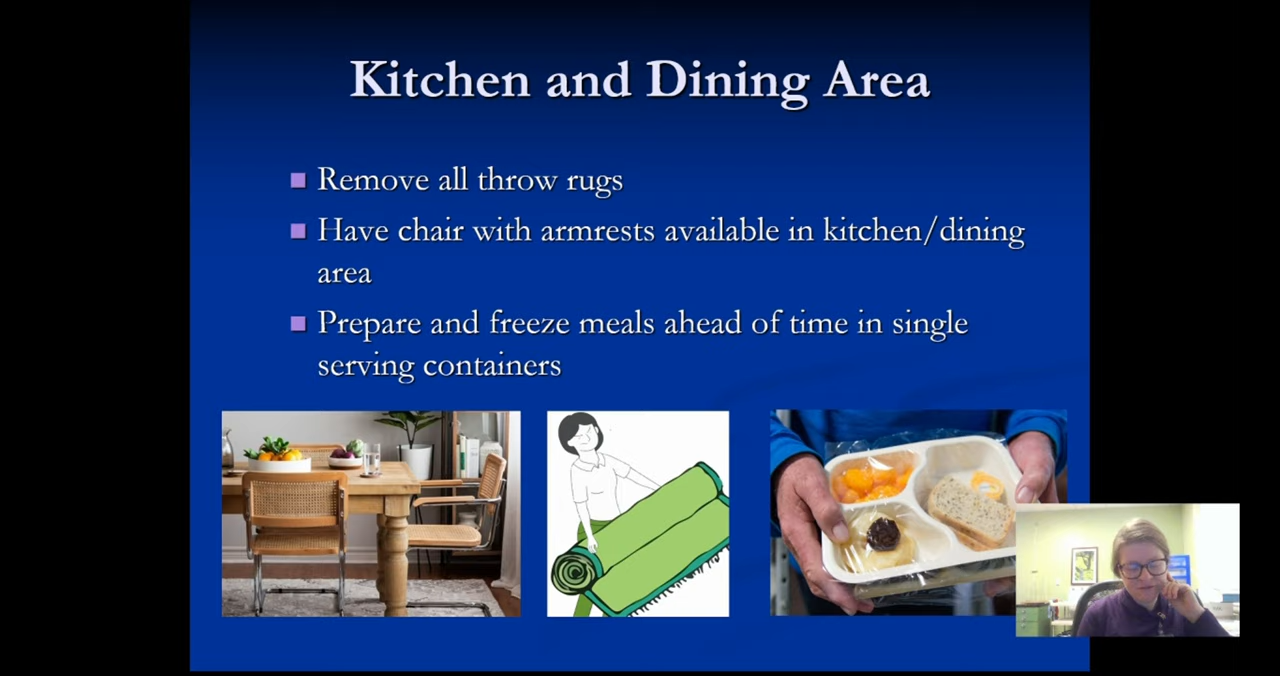 Kitchen and Dining Area
Remove all throw rugs
Have chair with armrests available in kitchen/dining
area
Prepare and freeze meals ahead of time in single
serving containers